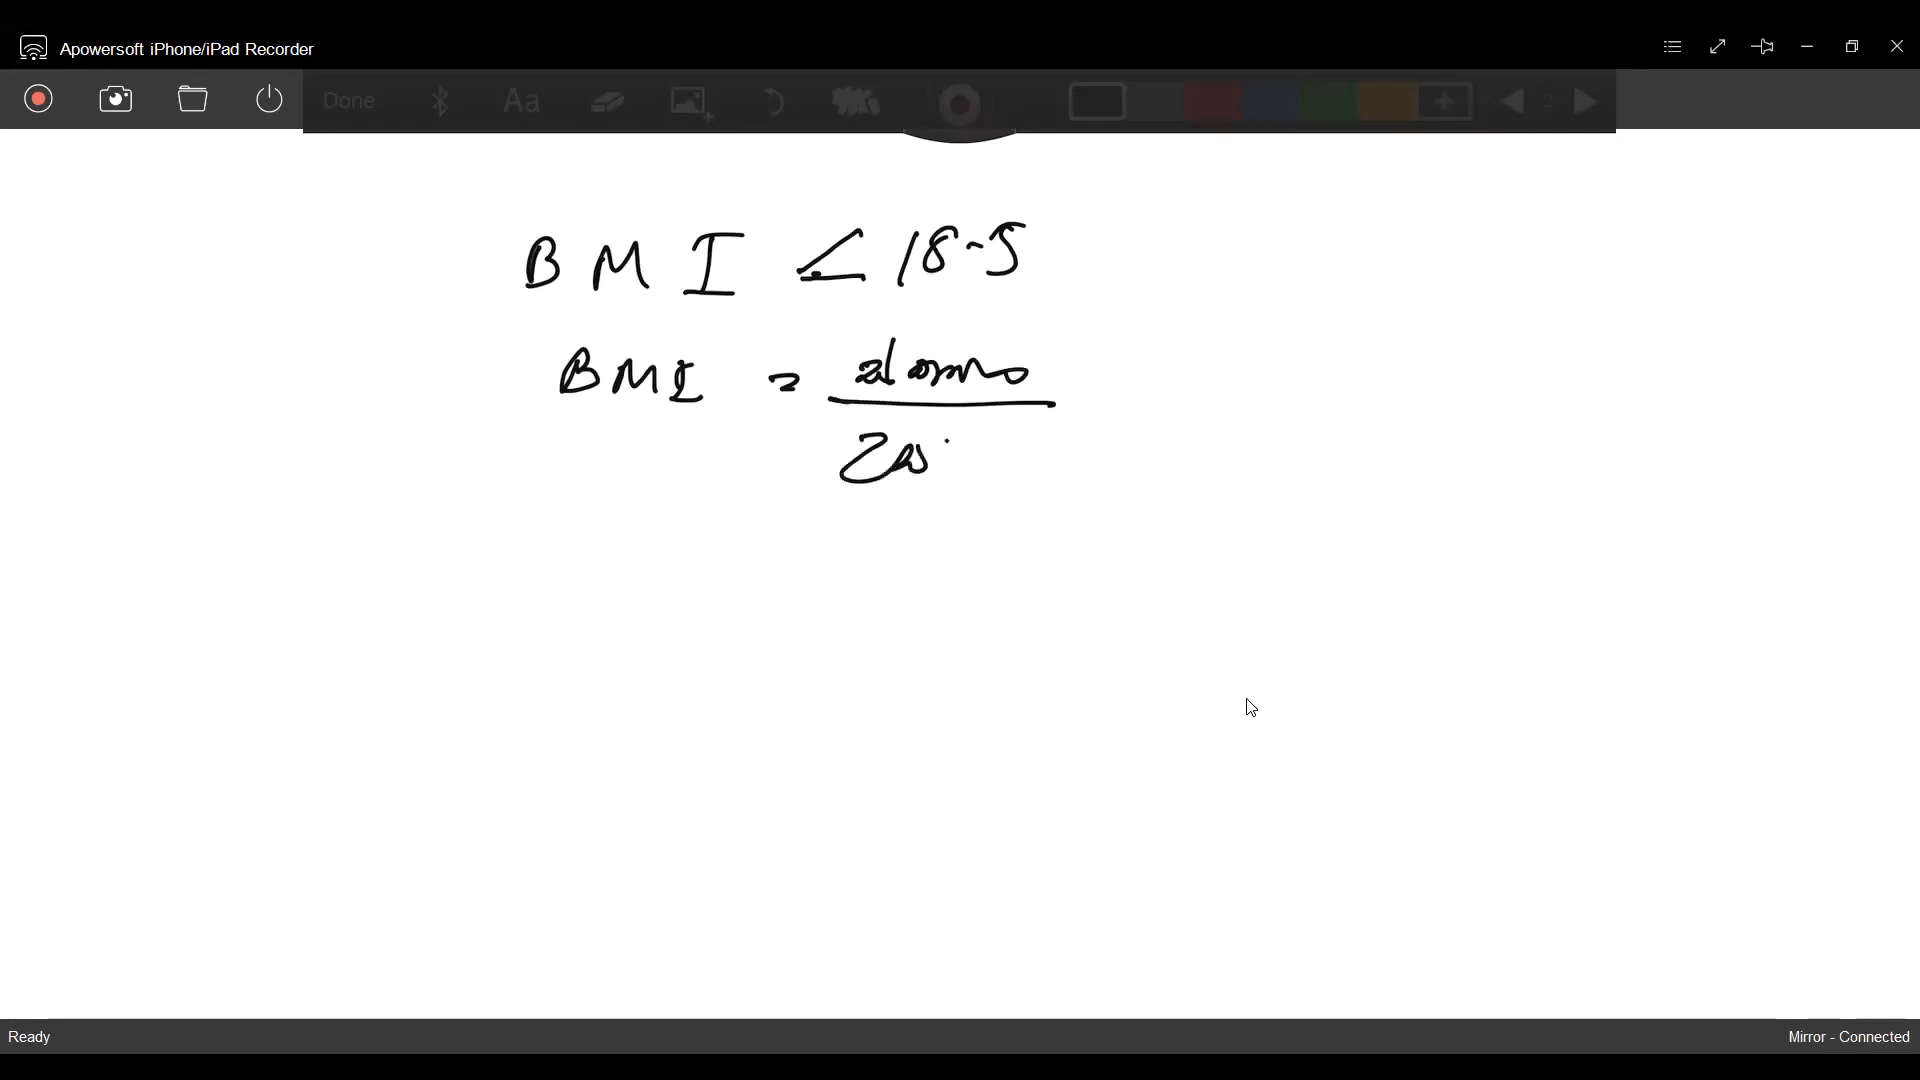 Apowersoft iPhone/iPad Recorder
Done Aa
BMI ≤ 18.5
BMI =
Ready
Mirror - Connected